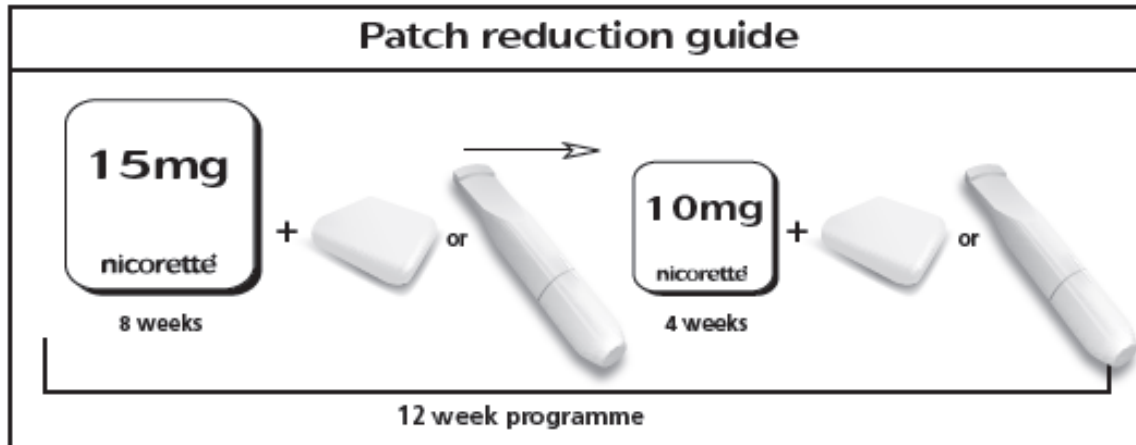 Patch reduction guide
15mg
nicorette
8 weeks
+
or
10mg
nicorette
4 weeks
+
or
12 week programme